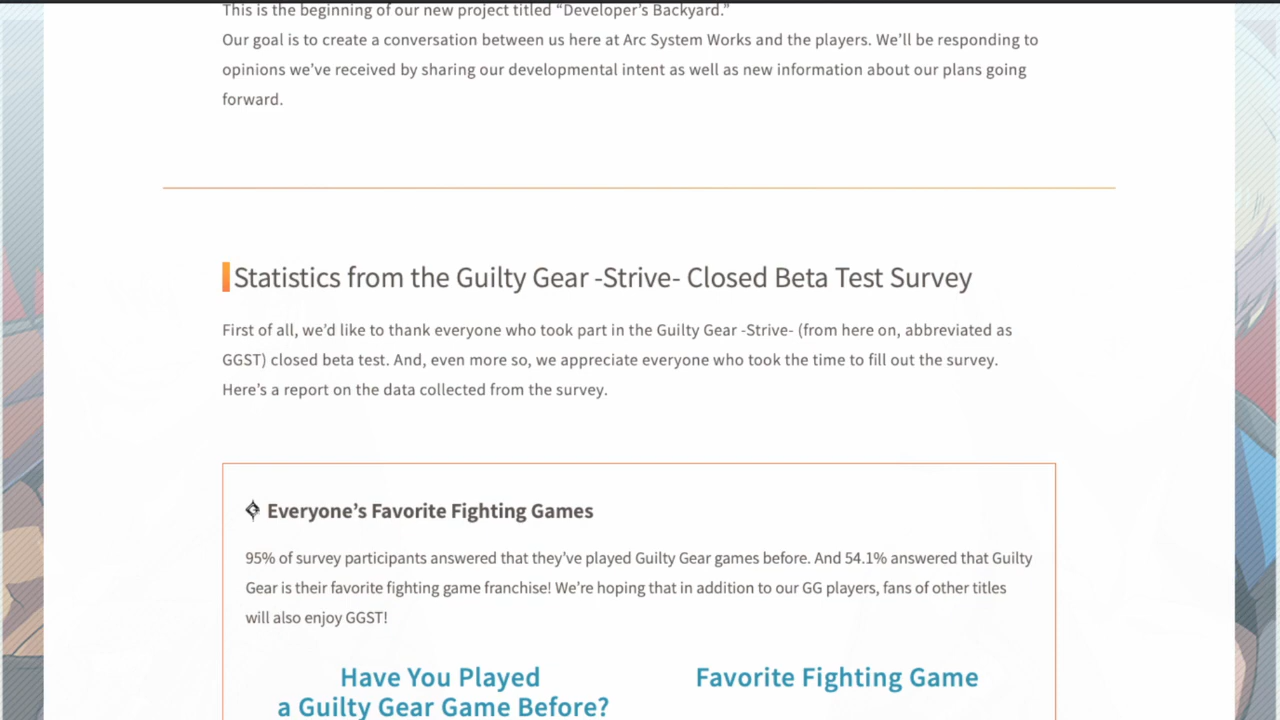 This is the beginning of our new project titled “Developer’s Backyard.”
Our goal is to create a conversation between us here at Arc System Works and the players. We’ll be responding to
opinions we’ve received by sharing our developmental intent as well as new information about our plans going
forward.
Statistics from the Guilty Gear -Strive- Closed Beta Test Survey
First of all, we’d like to thank everyone who took part in the Guilty Gear -Strive- (from here on, abbreviated as
GGST) closed beta test. And, even more so, we appreciate everyone who took the time to fill out the survey.
Here’s a report on the data collected from the survey.
Everyone’s Favorite Fighting Games
95% of survey participants answered that they’ve played Guilty Gear games before. And 54.1% answered that Guilty
Gear is their favorite fighting game franchise! We’re hoping that in addition to our GG players, fans of other titles
will also enjoy GGST!
Have You Played
a Guilty Gear Game Before?
Favorite Fighting Game